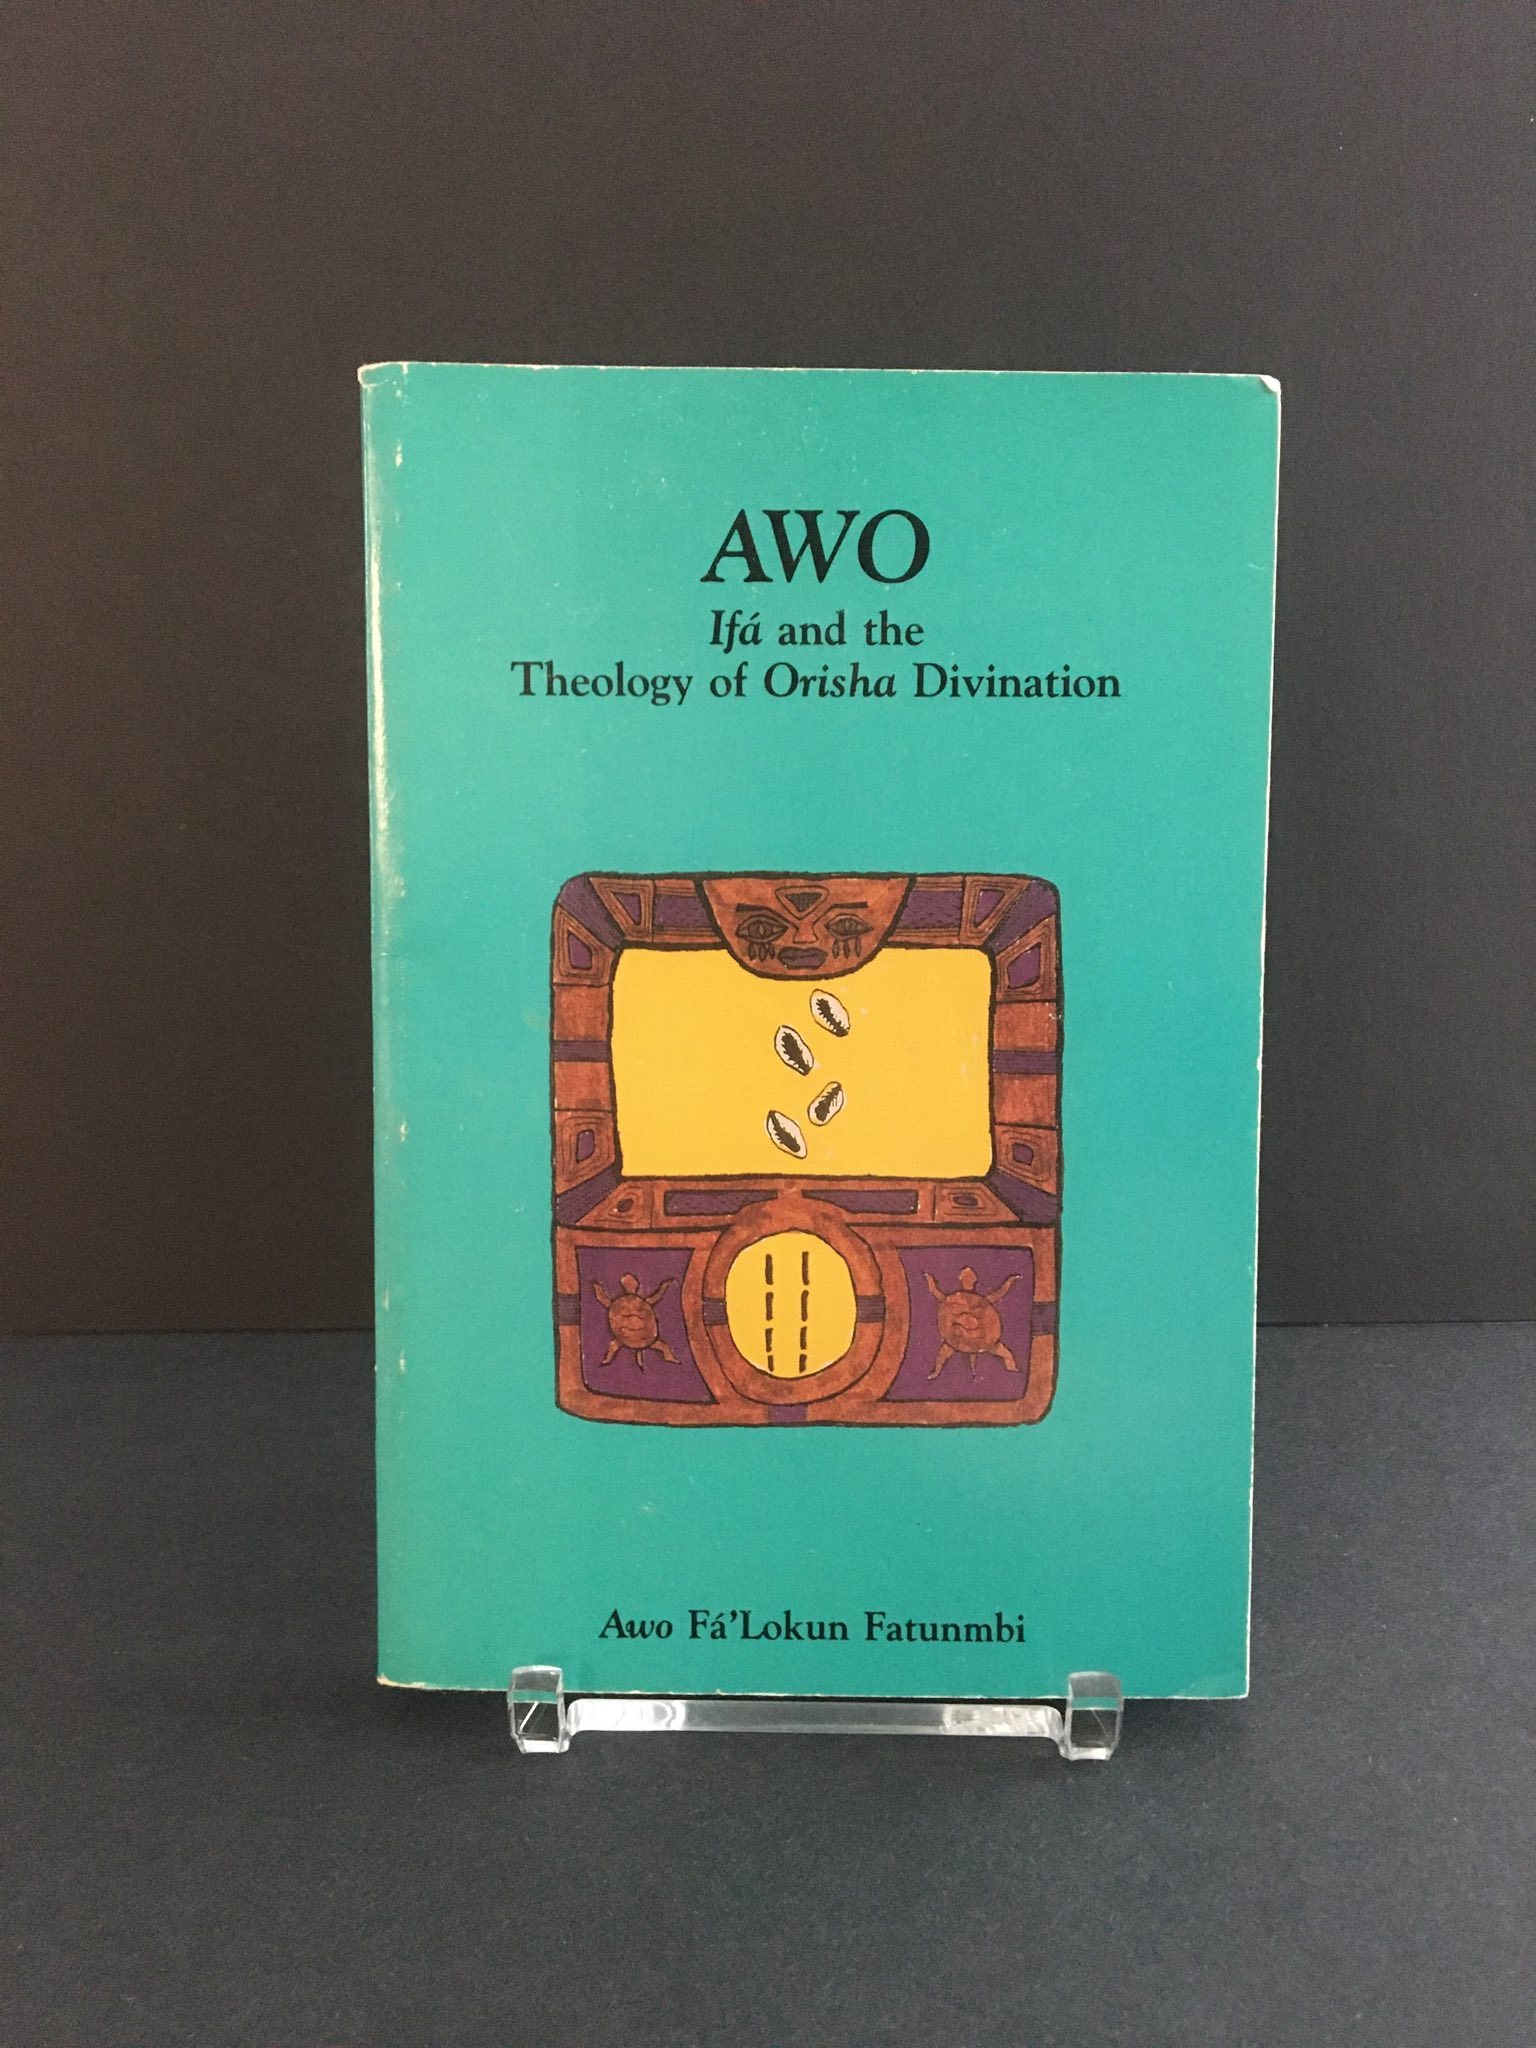 AWO
Ifá and the
Theology of Orisha Divination
Awo Fá’Lokun Fatunmbi